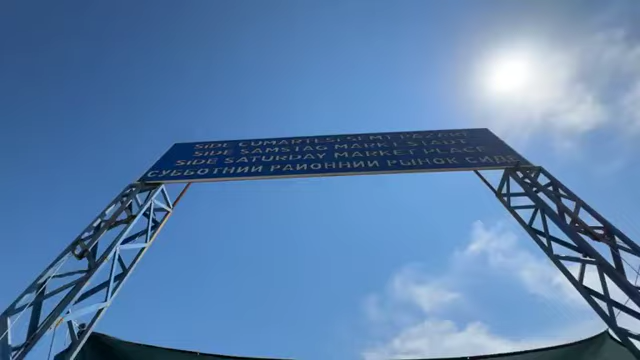 SIDE CUMARTESİ SEMT PAZARI
SIDE SAMSTAG MARKT STADT
SIDE SATURDAY MARKET PLACE
СУББОТНИЙ РАЙОННИЙ РЫНОК СИДЕ